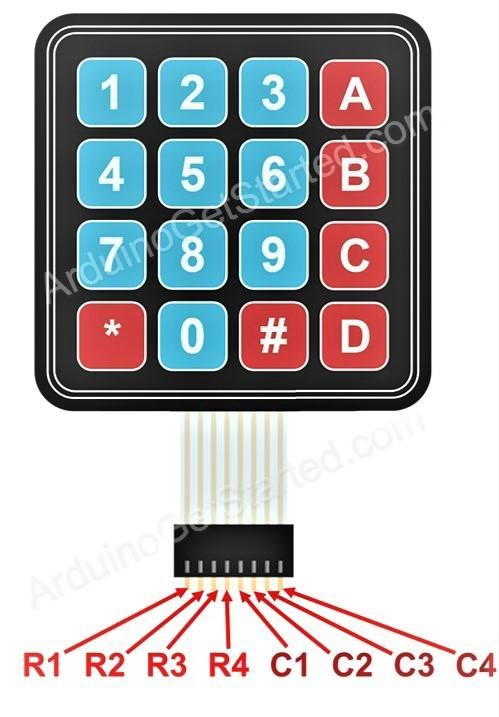 1 2 3 A
4 5 6 B
7 8 9 C
* 0 # D
ArduinoGetStarted.com
ArduinoGetStarted.com
R1 R2 R3 R4 C1 C2 C3 C4